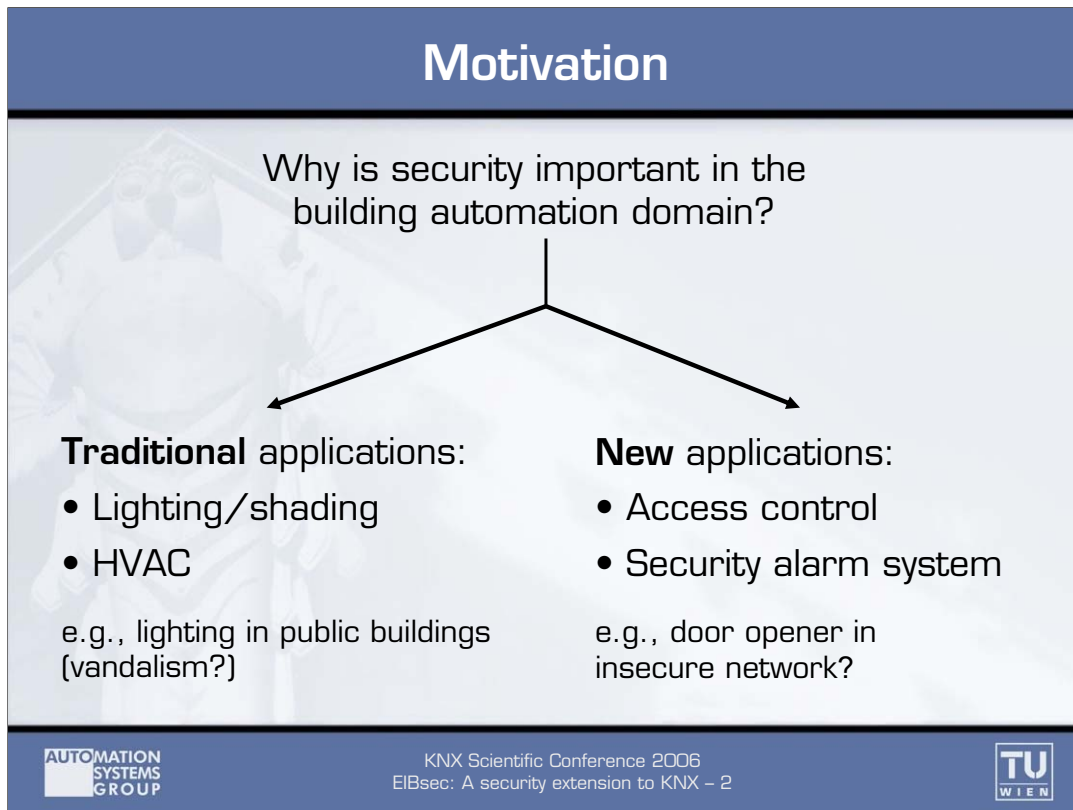 Motivation
Why is security important in the
building automation domain?
Traditional applications:
• Lighting/shading
• HVAC
e.g., lighting in public buildings
(vandalism?)
New applications:
• Access control
• Security alarm system
e.g., door opener in
insecure network?
AUTOMATION
SYSTEMS
GROUP
KNX Scientific Conference 2006
EIBsec: A security extension to KNX – 2
TU
WIEN